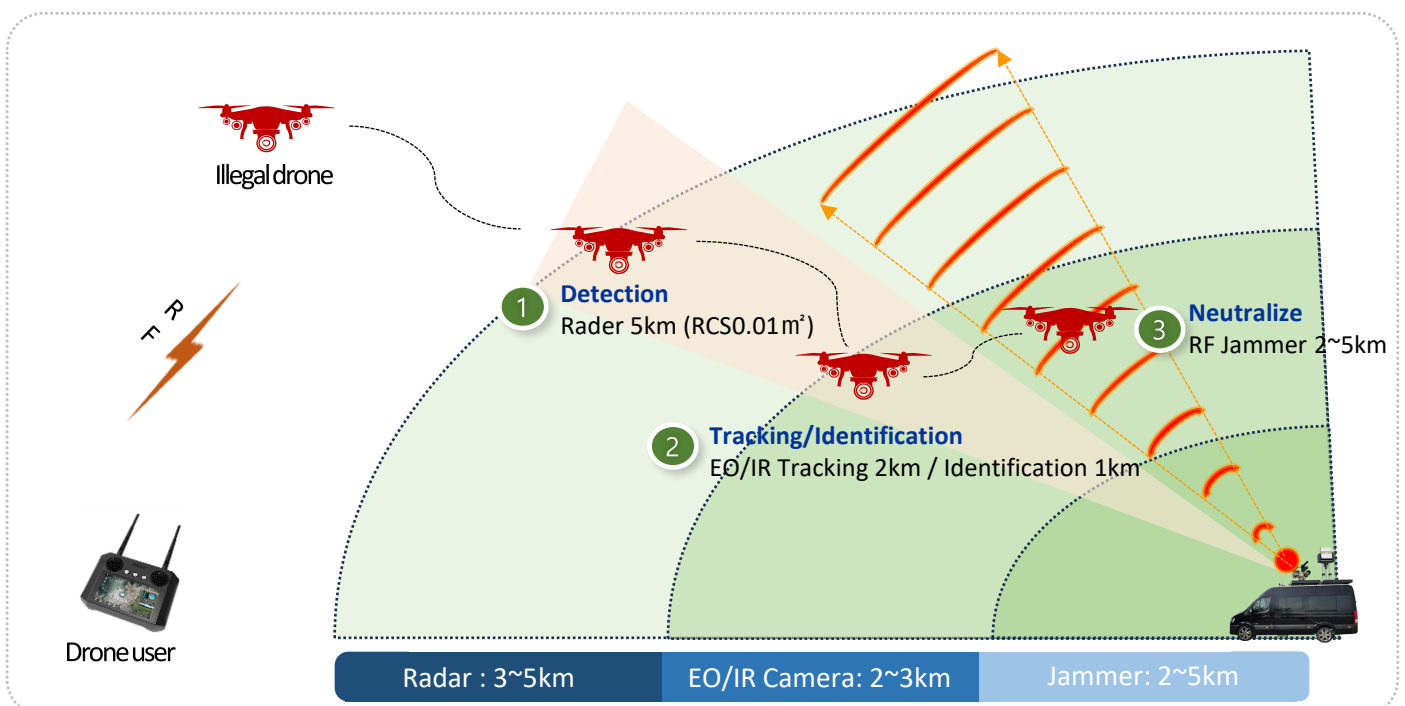 Illegal drone
1
Detection
Rader 5km (RCS0.01㎡)
3
Neutralize
RF Jammer 2~5km
RF
2
Tracking/Identification
EO/IR Tracking 2km / Identification 1km
Drone user
Radar : 3~5km
EO/IR Camera: 2~3km
Jammer: 2~5km